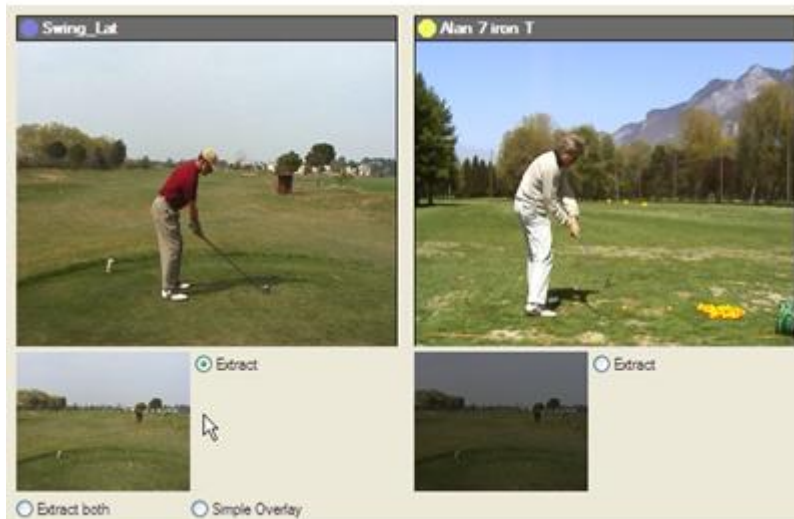 Swing_Lat
Alan 7 iron T
Extract
Extract
Extract both
Simple Overlay